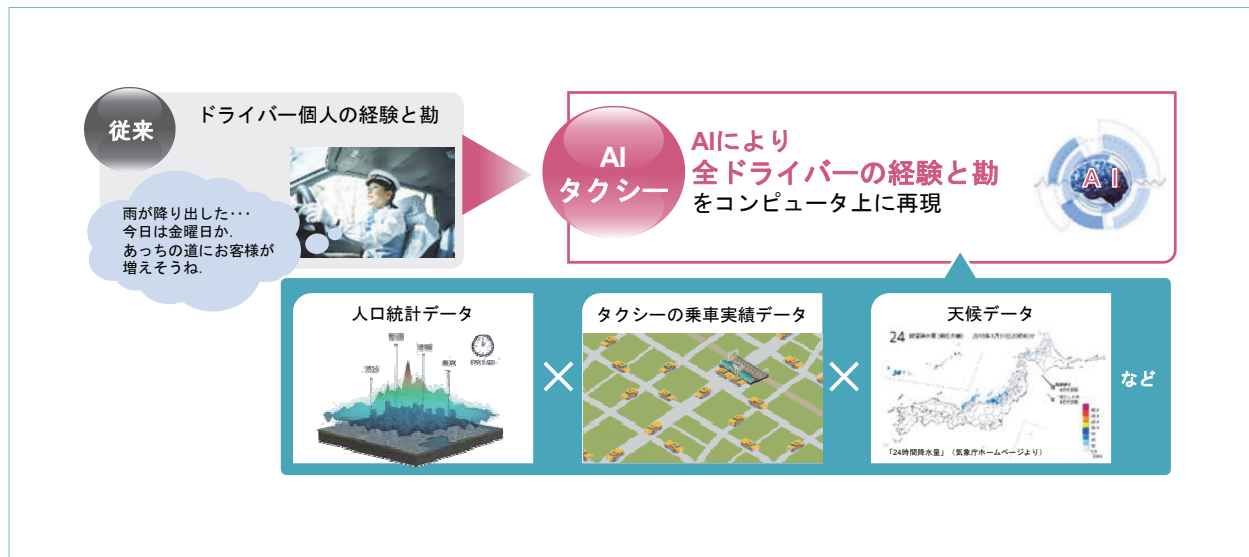 従来
ドライバー個人の経験と勘
雨が降り出した･･･
今日は金曜日か.
あっちの道にお客様が
増えそうね.
AI
タクシー
AIにより
全ドライバーの経験と勘
をコンピュータ上に再現
AI
人口統計データ
×
タクシーの乗車実績データ
×
天候データ
など
24
「24時間降水量」（気象庁ホームページより）